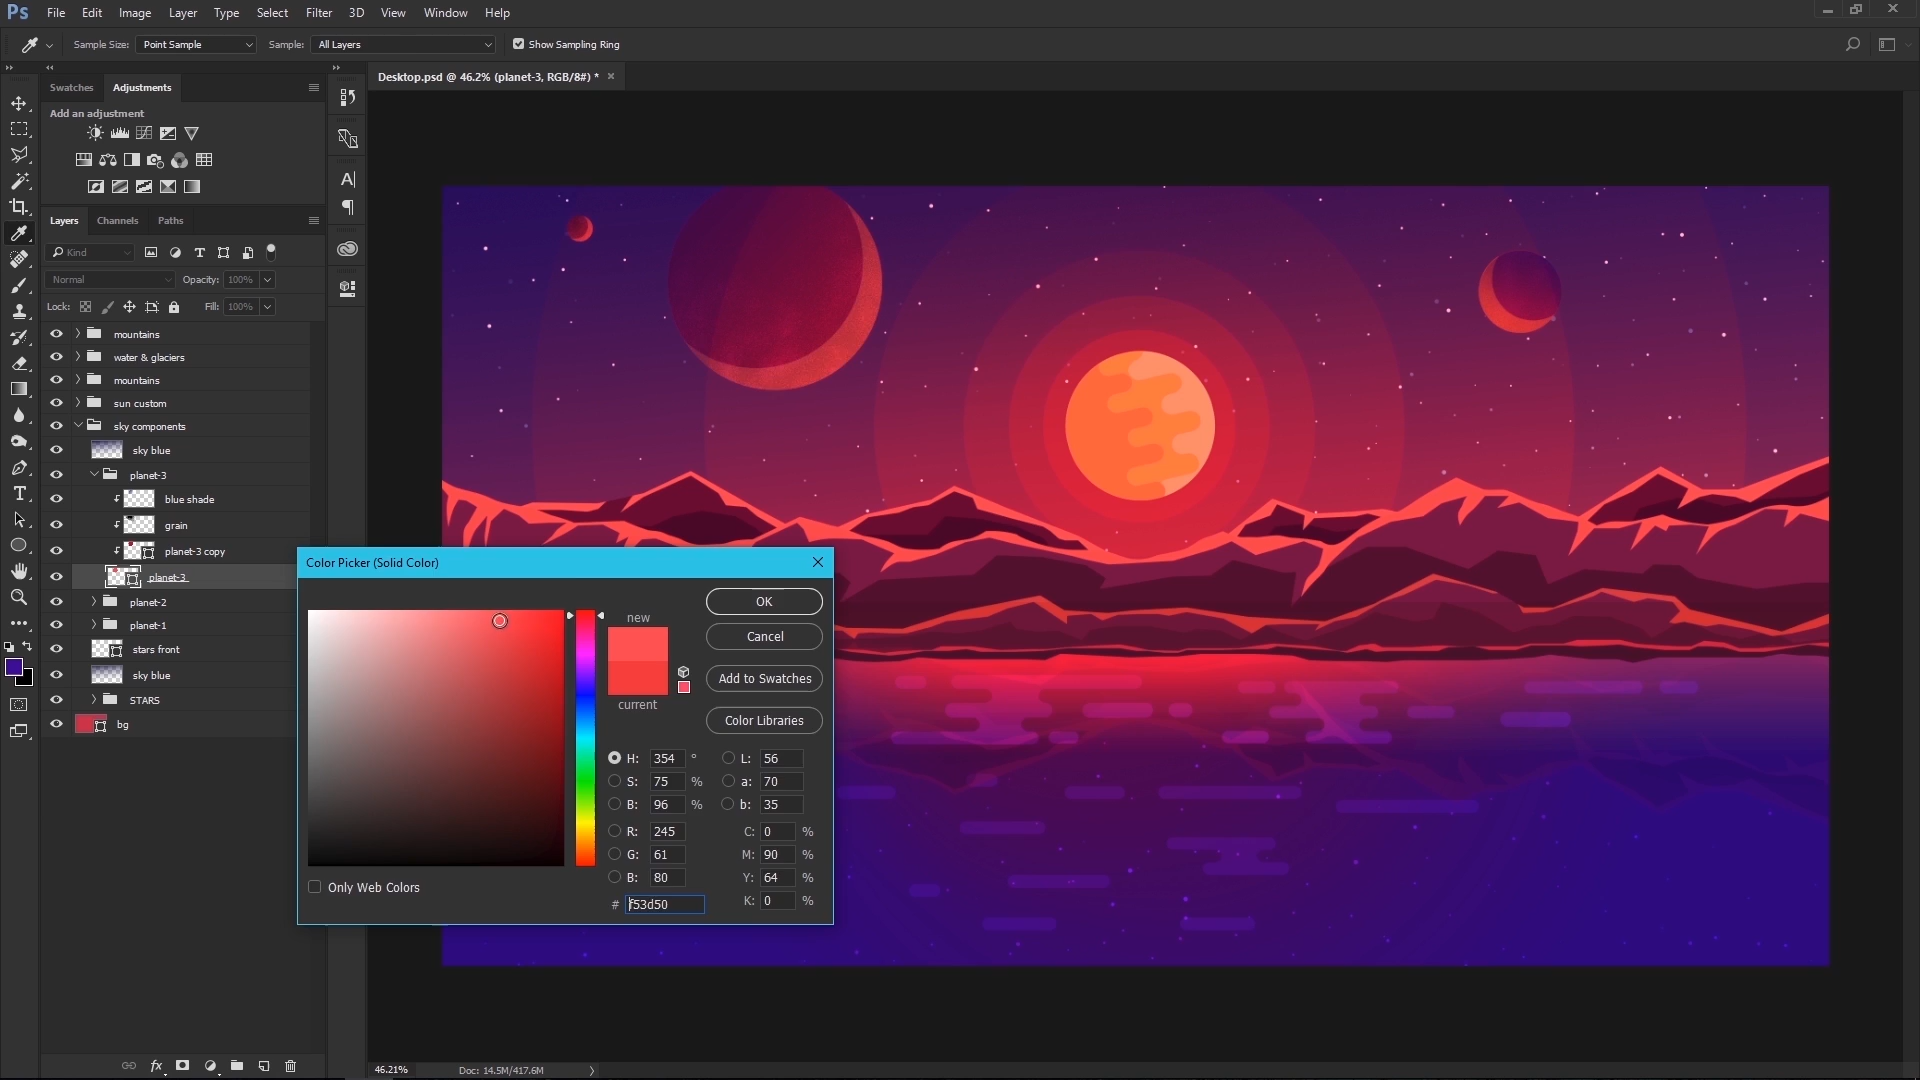 Ps File Edit Image Layer Type Select Filter 3D View Window Help
Sample Size: Point Sample Sample: All Layers Show Sampling Ring
Desktop.psd @ 46.2% (planet-3, RGB/8#) *
Swatches Adjustments
Add an adjustment
Layers Channels Paths
Kind
Normal Opacity: 100%
Lock: Fill: 100%
mountains
water & glaciers
mountains
sun custom
sky components
sky blue
planet-3
blue shade
grain
planet-3 copy
planet-3
planet-2
planet-1
stars front
sky blue
STARS
bg
Color Picker (Solid Color)
new
current
OK
Cancel
Add to Swatches
Color Libraries
H: 354 ° L: 56
S: 75 % a: 70
B: 96 % b: 35
R: 245 C: 0 %
G: 61 M: 90 %
B: 80 Y: 64 %
# f53d50 K: 0 %
Only Web Colors
46.21% Doc: 14.5M/417.6M